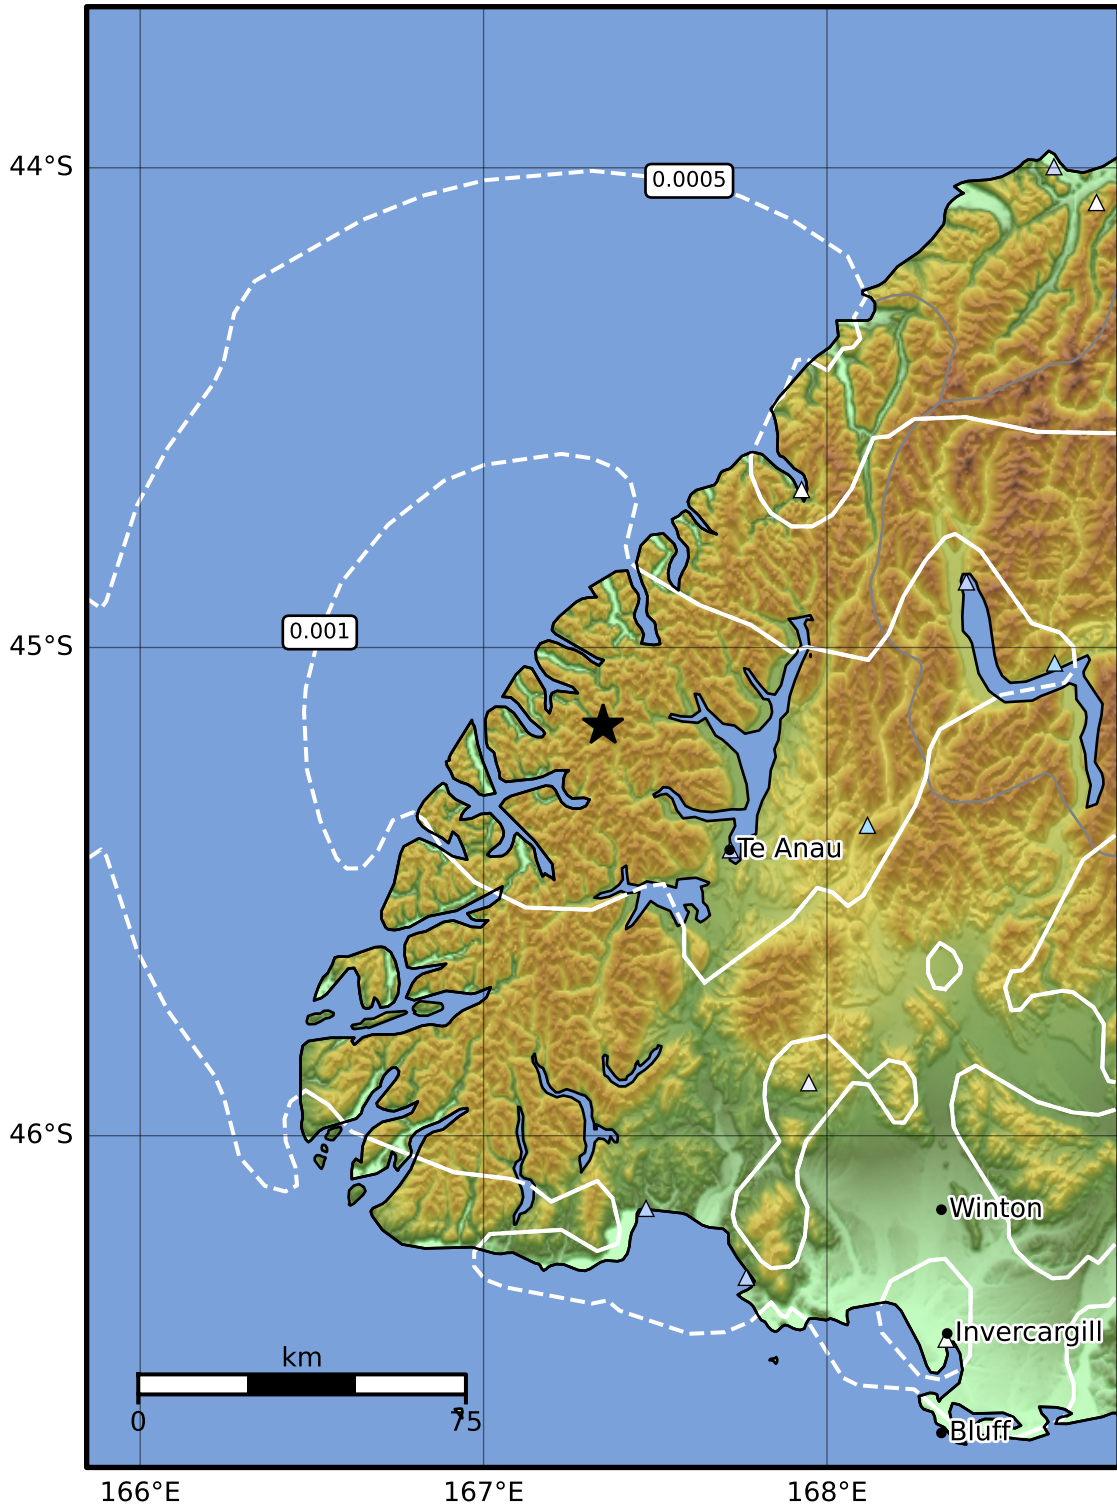 44°S
0.0005
0.001
45°S
Te Anau
46°S
Winton
Invercargill
km
0
75
Bluff
166°E
167°E
168°E